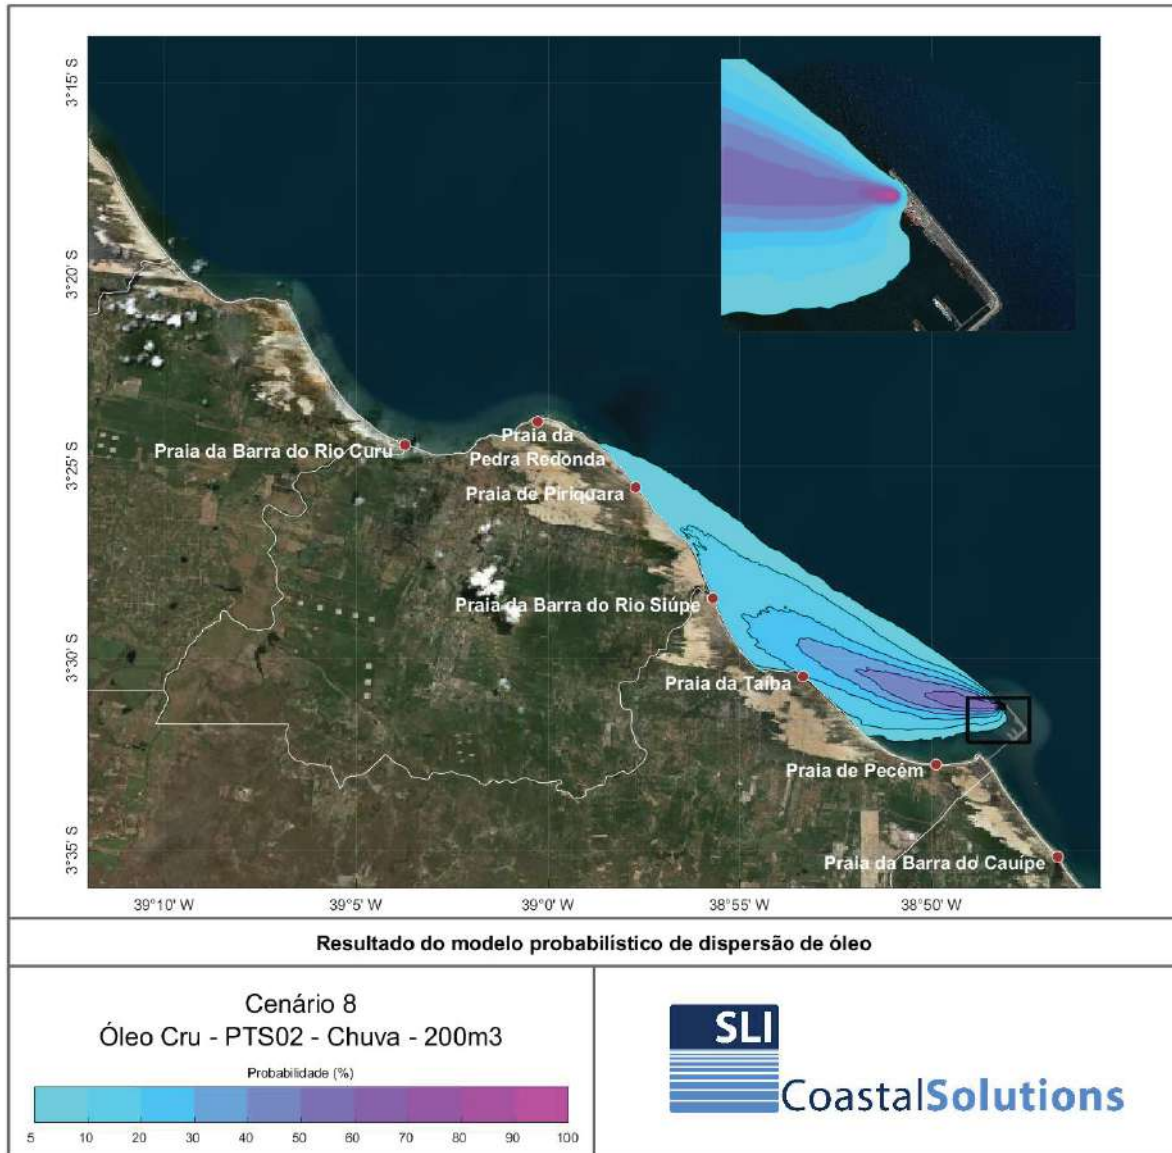 3°15' S
3°20' S
3°25' S
3°30' S
3°35' S
Praia da Barra do Rio Curu
Praia da
Pedra Redonda
Praia de Piriquara
Praia da Barra do Rio Siúpe
Praia da Taíba
Praia de Pecém
Praia da Barra do Cauípe
39°10' W
39°5' W
39°0' W
38°55' W
38°50' W
Resultado do modelo probabilístico de dispersão de óleo
Cenário 8
Óleo Cru - PTS02 - Chuva - 200m3
Probabilidade (%)
5 10 20 30 40 50 60 70 80 90 100
SLI
CoastalSolutions